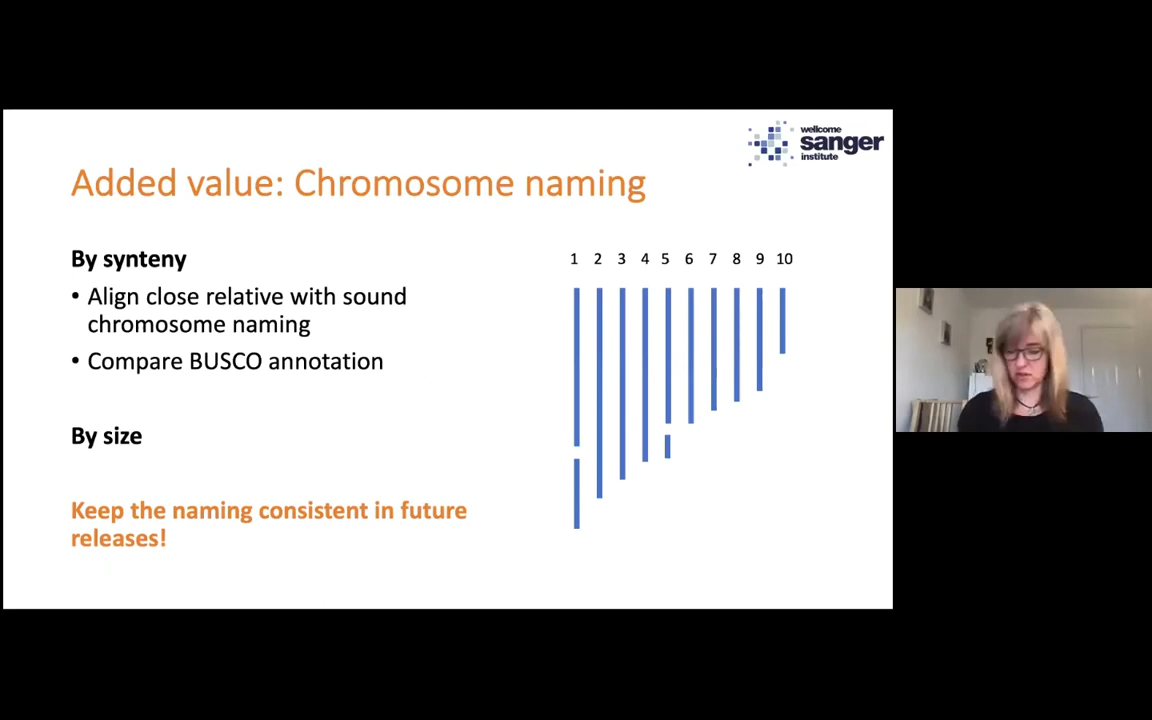 wellcome
sanger
institute
Added value: Chromosome naming
By synteny
• Align close relative with sound
chromosome naming
• Compare BUSCO annotation
By size
Keep the naming consistent in future
releases!
1 2 3 4 5 6 7 8 9 10